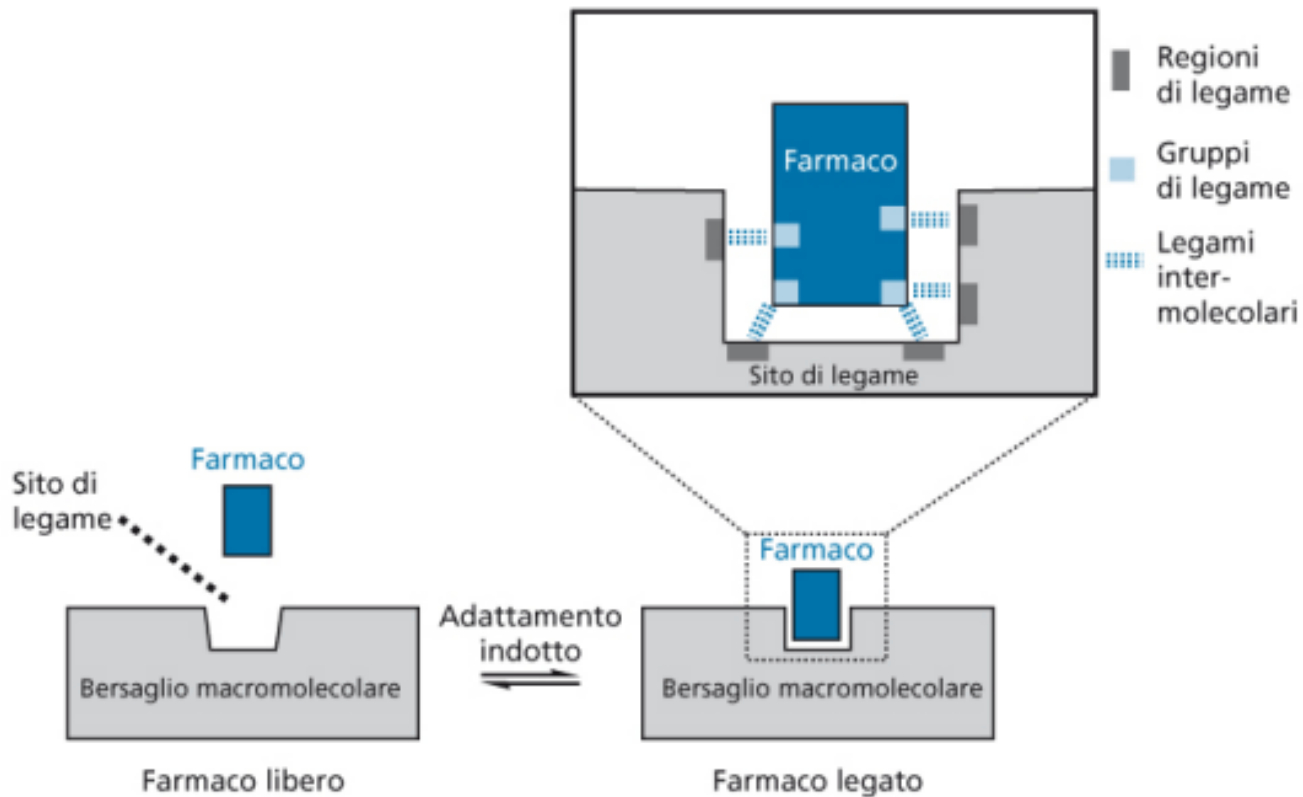 Regioni
di legame
Farmaco
Gruppi
di legame
Legami
inter-
molecolari
Sito di legame
Farmaco
Sito di
legame
Farmaco
Adattamento
indotto
Bersaglio macromolecolare
Bersaglio macromolecolare
Farmaco libero
Farmaco legato